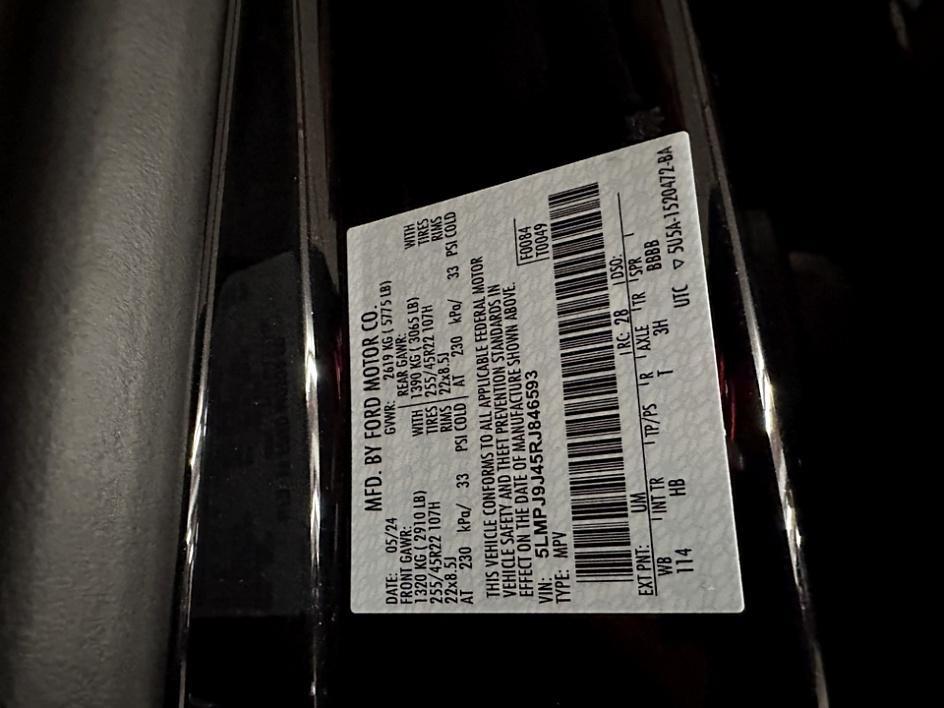 MFD. BY FORD MOTOR CO.
DATE: 05/24 GVWR: 2619 KG ( 5775 LB)
FRONT GAWR: REAR GAWR:
1320 KG ( 2910 LB) WITH 1390 KG ( 3065 LB) WITH
255/45R22 107H TIRES 255/45R22 107H TIRES
22x8.5J RIMS 22x8.5J RIMS
AT 230 kPa/ 33 PSI COLD AT 230 kPa/ 33 PSI COLD
THIS VEHICLE CONFORMS TO ALL APPLICABLE FEDERAL MOTOR
VEHICLE SAFETY AND THEFT PREVENTION STANDARDS IN
EFFECT ON THE DATE OF MANUFACTURE SHOWN ABOVE.
F0084
VIN: 5LMPJ9J45RJ846593 T0049
TYPE: MPV
EXT PNT: UM RC: 28 DSO:
WB INT TR TP/PS R AXLE TR SPR
114 HB T 3H BBBB
UTC ▽ 5U5A-1520472-BA